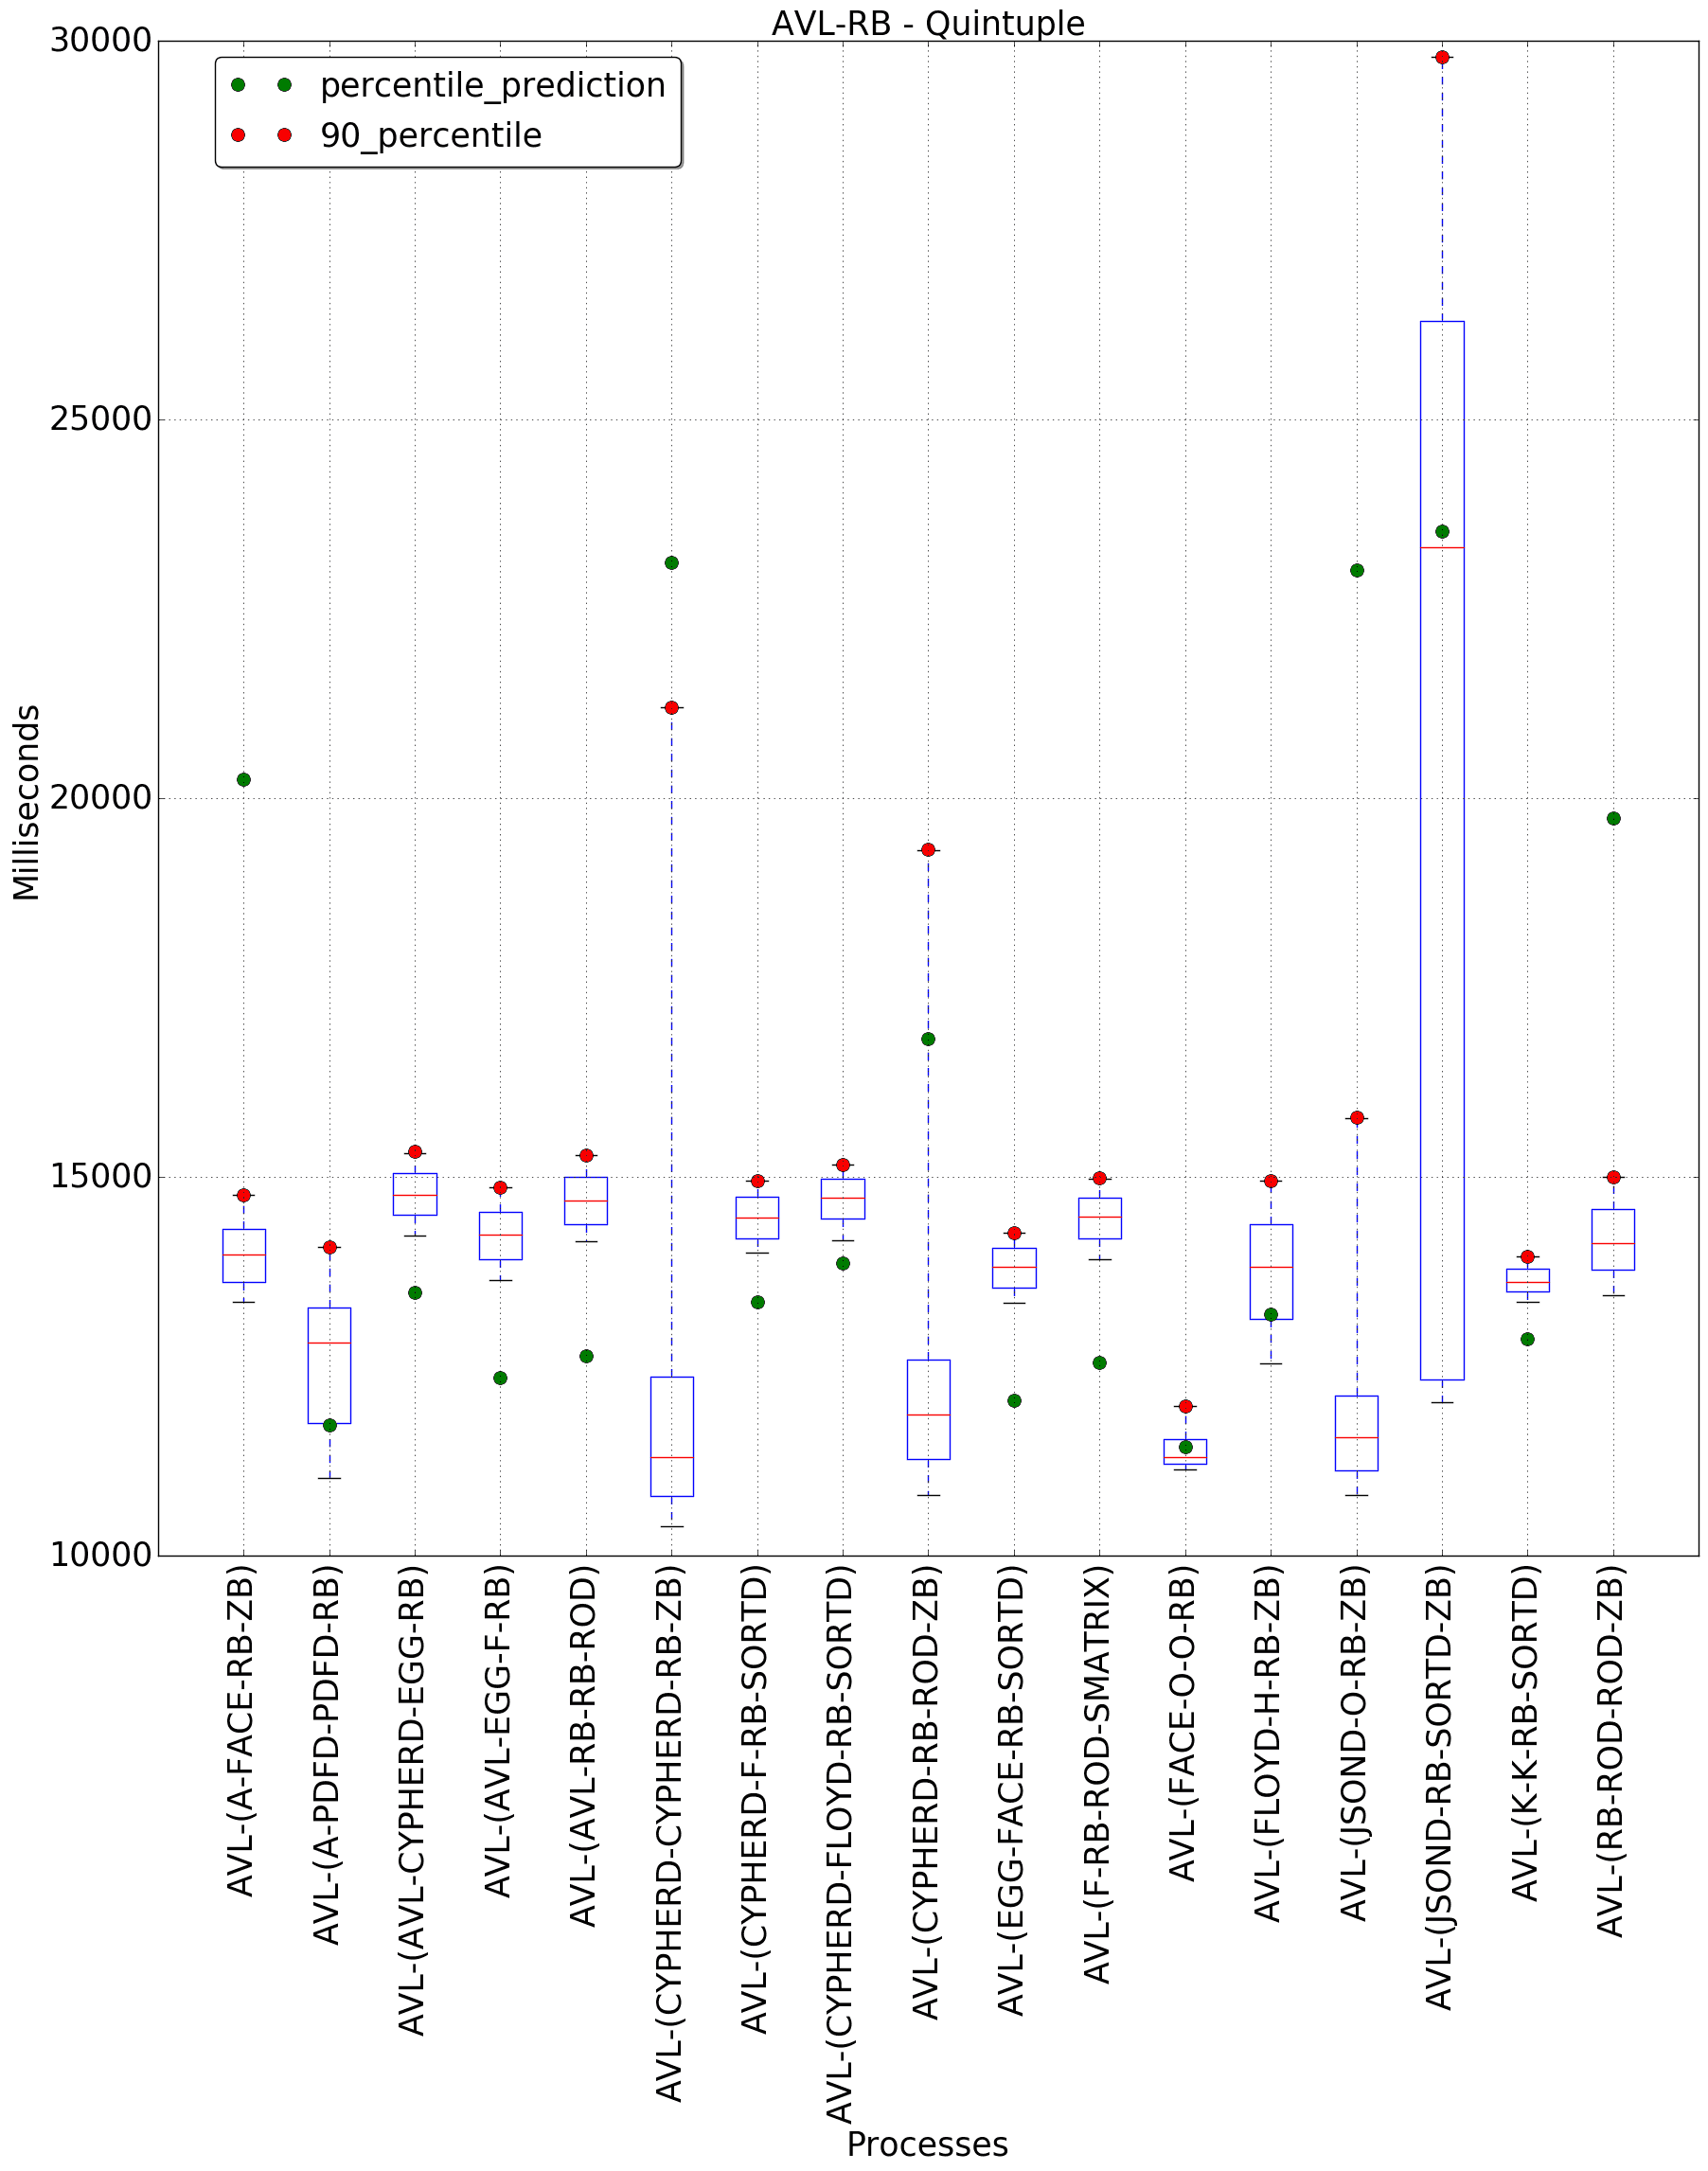 AVL-RB - Quintuple
percentile_prediction
90_percentile
30000
25000
20000
15000
10000
Milliseconds
AVL-(A-FACE-RB-ZB)
AVL-(A-PDFD-PDFD-RB)
AVL-(AVL-CYPHERD-EGG-RB)
AVL-(AVL-EGG-F-RB)
AVL-(AVL-RB-RB-ROD)
AVL-(CYPHERD-CYPHERD-RB-ZB)
AVL-(CYPHERD-F-RB-SORTD)
AVL-(CYPHERD-FLOYD-RB-SORTD)
AVL-(CYPHERD-RB-ROD-ZB)
AVL-(EGG-FACE-RB-SORTD)
AVL-(F-RB-ROD-SMATRIX)
AVL-(FACE-O-O-RB)
AVL-(FLOYD-H-RB-ZB)
AVL-(JSOND-O-RB-ZB)
AVL-(JSOND-RB-SORTD-ZB)
AVL-(K-K-RB-SORTD)
AVL-(RB-ROD-ROD-ZB)
Processes